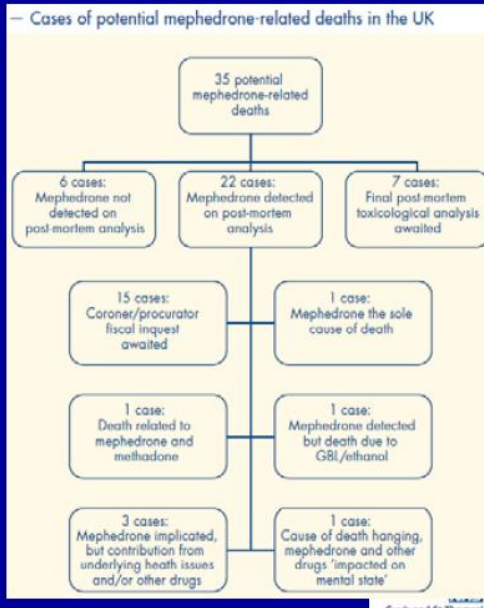 – Cases of potential mephedrone-related deaths in the UK
35 potential
mephedrone-related
deaths
6 cases:
Mephedrone not
detected on
post-mortem analysis
22 cases:
Mephedrone detected
on post-mortem
analysis
7 cases:
Final post-mortem
toxicological analysis
awaited
15 cases:
Coroner/procurator
fiscal inquest
awaited
1 case:
Mephedrone the sole
cause of death
1 case:
Death related to
mephedrone and
methadone
1 case:
Mephedrone detected
but death due to
GBL/ethanol
3 cases:
Mephedrone implicated,
but contribution from
underlying heath issues
and/or other drugs
1 case:
Cause of death hanging,
mephedrone and other
drugs 'impacted on
mental state'